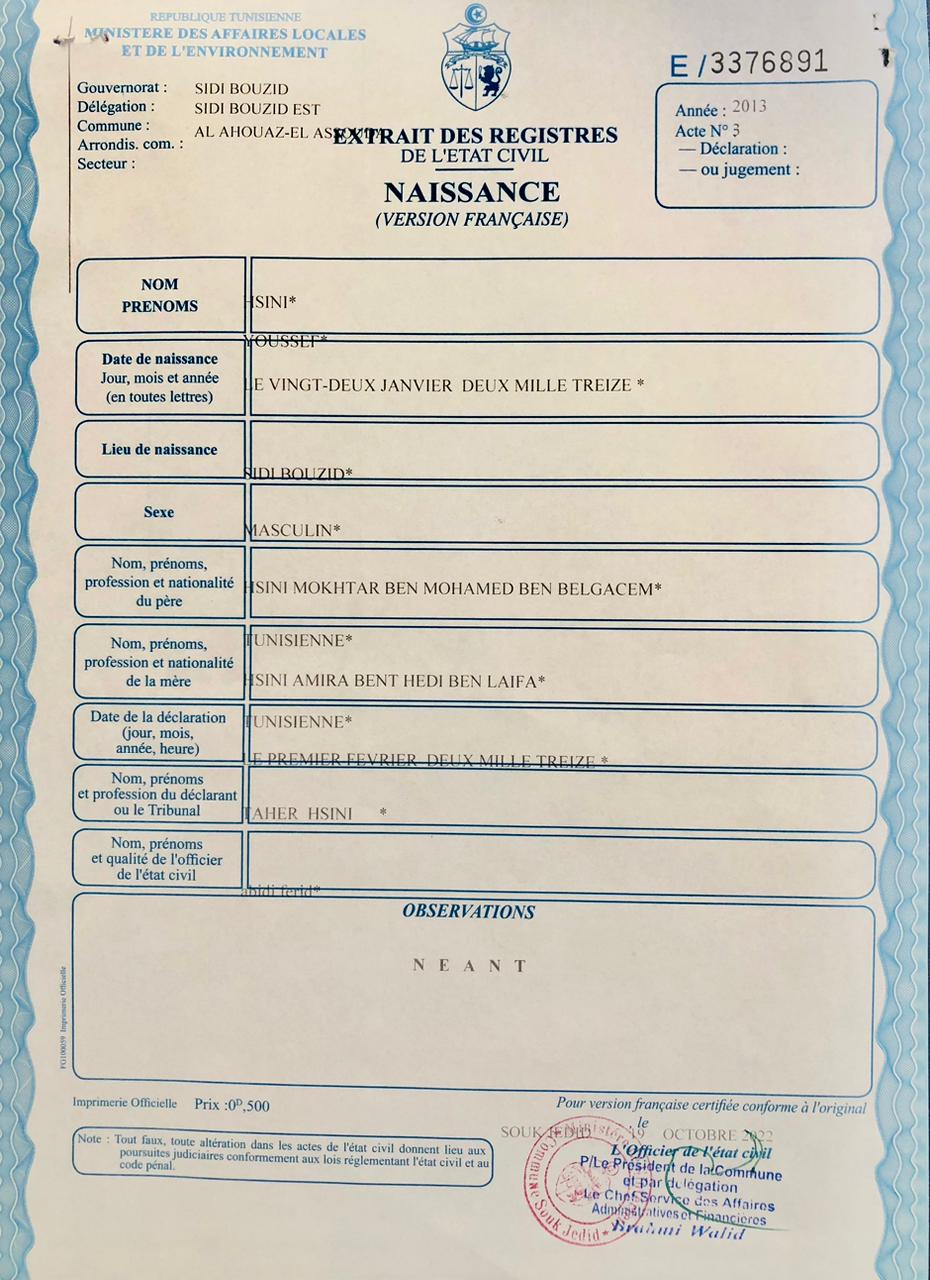 REPUBLIQUE TUNISIENNE
MINISTERE DES AFFAIRES LOCALES
ET DE L'ENVIRONNEMENT
E / 3376891
Gouvernorat : SIDI BOUZID
Délégation : SIDI BOUZID EST
Commune : AL AHOUAZ-EL ASSOUDA
Arrondis. com. :
Secteur :
EXTRAIT DES REGISTRES
DE L'ETAT CIVIL
NAISSANCE
(VERSION FRANÇAISE)
Année : 2013
Acte N° 3
— Déclaration :
— ou jugement :
NOM
PRENOMS
HSINI*
YOUSSEF*
Date de naissance
Jour, mois et année
(en toutes lettres)
LE VINGT-DEUX JANVIER DEUX MILLE TREIZE *
Lieu de naissance
SIDI BOUZID*
Sexe
MASCULIN*
Nom, prénoms,
profession et nationalité
du père
HSINI MOKHTAR BEN MOHAMED BEN BELGACEM*
TUNISIENNE*
Nom, prénoms,
profession et nationalité
de la mère
HSINI AMIRA BENT HEDI BEN LAIFA*
TUNISIENNE*
Date de la déclaration
(jour, mois,
année, heure)
LE PREMIER FEVRIER DEUX MILLE TREIZE *
Nom, prénoms
et profession du déclarant
ou le Tribunal
TAHER HSINI *
Nom, prénoms
et qualité de l'officier
de l'état civil
abidi ferid*
OBSERVATIONS
N E A N T
FG100059 Imprimerie Officielle
Imprimerie Officielle Prix :0ᴰ,500
Note : Tout faux, toute altération dans les actes de l'état civil donnent lieu aux
poursuites judiciaires conformement aux lois réglementant l'état civil et au
code pénal.
Pour version française certifiée conforme à l'original
le
SOUK JEDID 19 OCTOBRE 2022
L'Officier de l'état civil
P/Le Président de la Commune
et par délégation
Le Chef Service des Affaires
Administratives et Financières
Brahmi Walid
Commune Souk Jedid